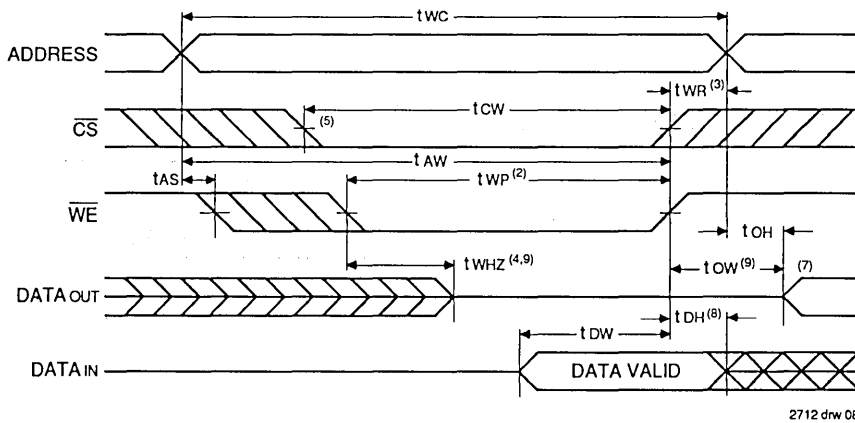 tWC
ADDRESS
tWR (3)
tCW
CS (5)
tAW
tAS
tWP (2)
WE
tOH
tWHZ (4,9)
tOW (9)
(7)
DATA OUT
tDH (8)
tDW
DATA IN
DATA VALID
2712 drw 08